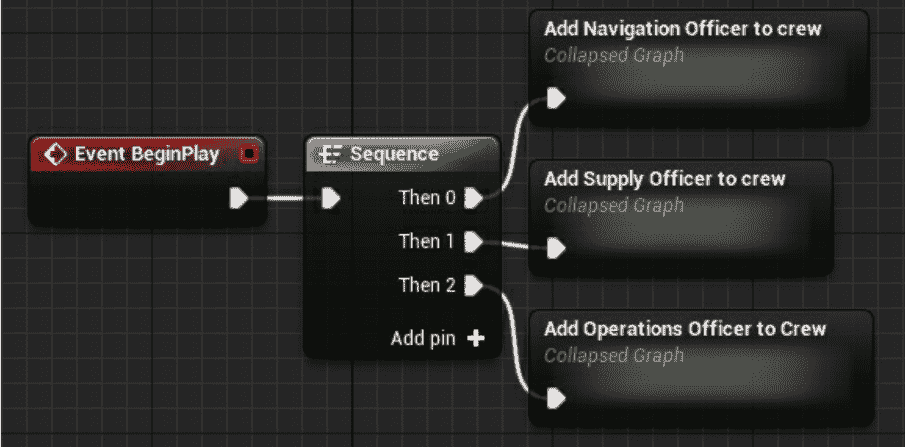 Event BeginPlay
Sequence
Then 0
Then 1
Then 2
Add pin
Add Navigation Officer to crew
Collapsed Graph
Add Supply Officer to crew
Collapsed Graph
Add Operations Officer to Crew
Collapsed Graph